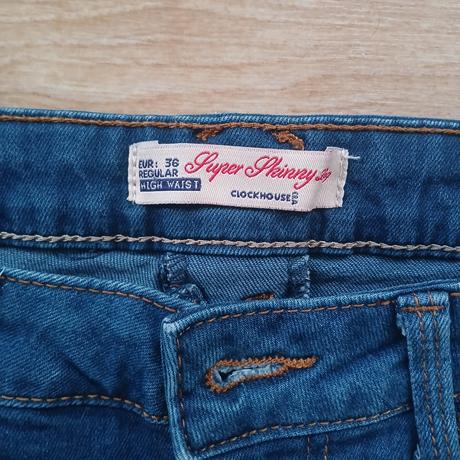 EUR: 36
REGULAR
HIGH WAIST
Super Skinny
CLOCKHOUSE